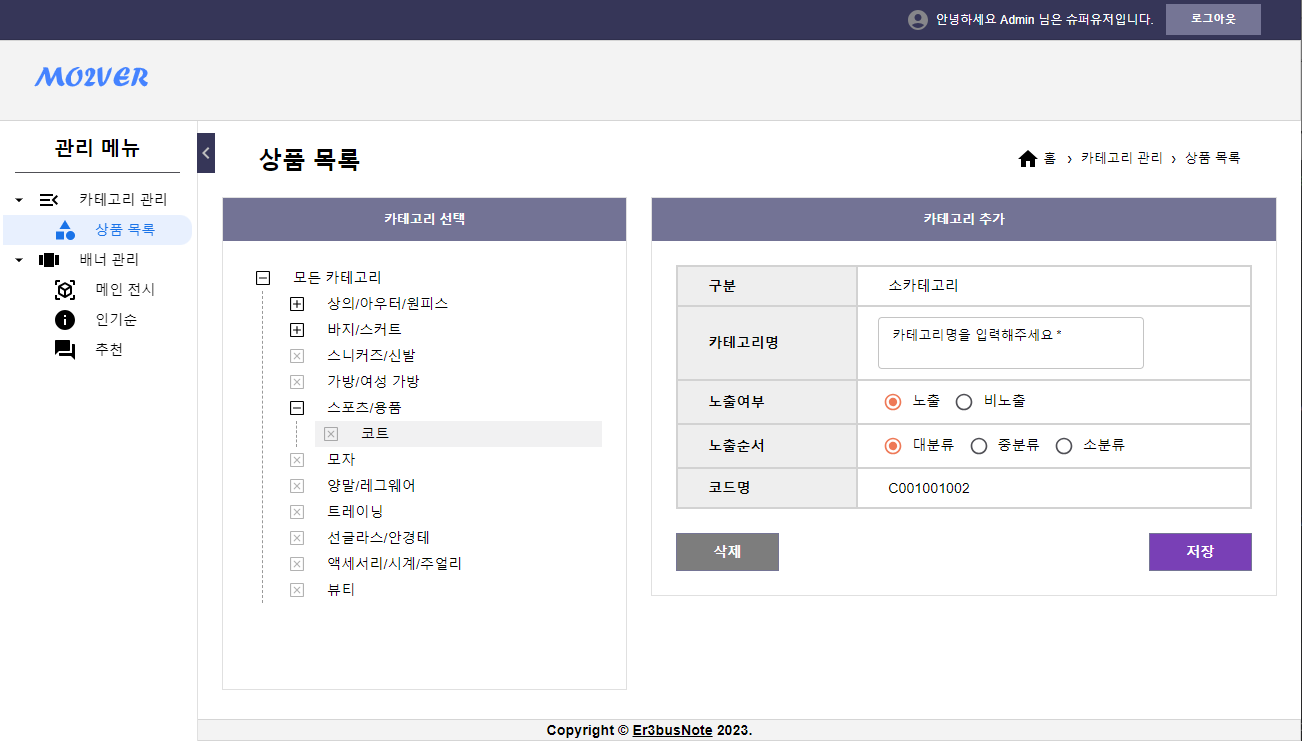 안녕하세요 Admin 님은 슈퍼유저입니다.
로그아웃
MO2VER
관리 메뉴
카테고리 관리
상품 목록
배너 관리
메인 전시
인기순
추천
상품 목록
홈 › 카테고리 관리 › 상품 목록
카테고리 선택
모든 카테고리
상의/아우터/원피스
바지/스커트
스니커즈/신발
가방/여성 가방
스포츠/용품
코트
모자
양말/레그웨어
트레이닝
선글라스/안경테
액세서리/시계/주얼리
뷰티
카테고리 추가
구분 소카테고리
카테고리명 카테고리명을 입력해주세요 *
노출여부 노출 비노출
노출순서 대분류 중분류 소분류
코드명 C001001002
삭제 저장
Copyright © Er3busNote 2023.